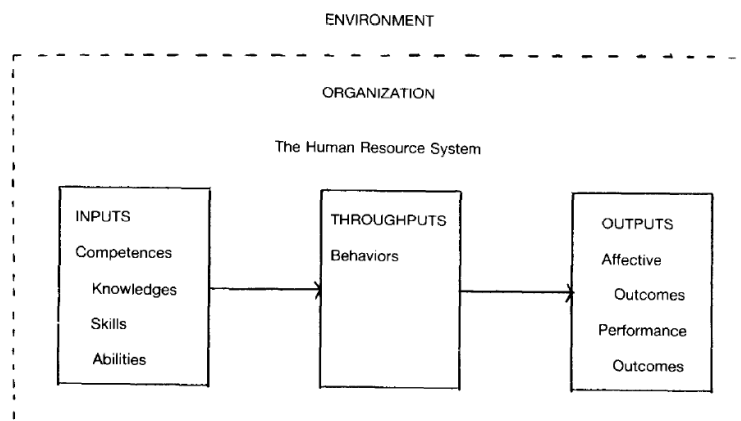 ENVIRONMENT
ORGANIZATION
The Human Resource System
INPUTS
Competences
Knowledges
Skills
Abilities
THROUGHPUTS
Behaviors
OUTPUTS
Affective
Outcomes
Performance
Outcomes